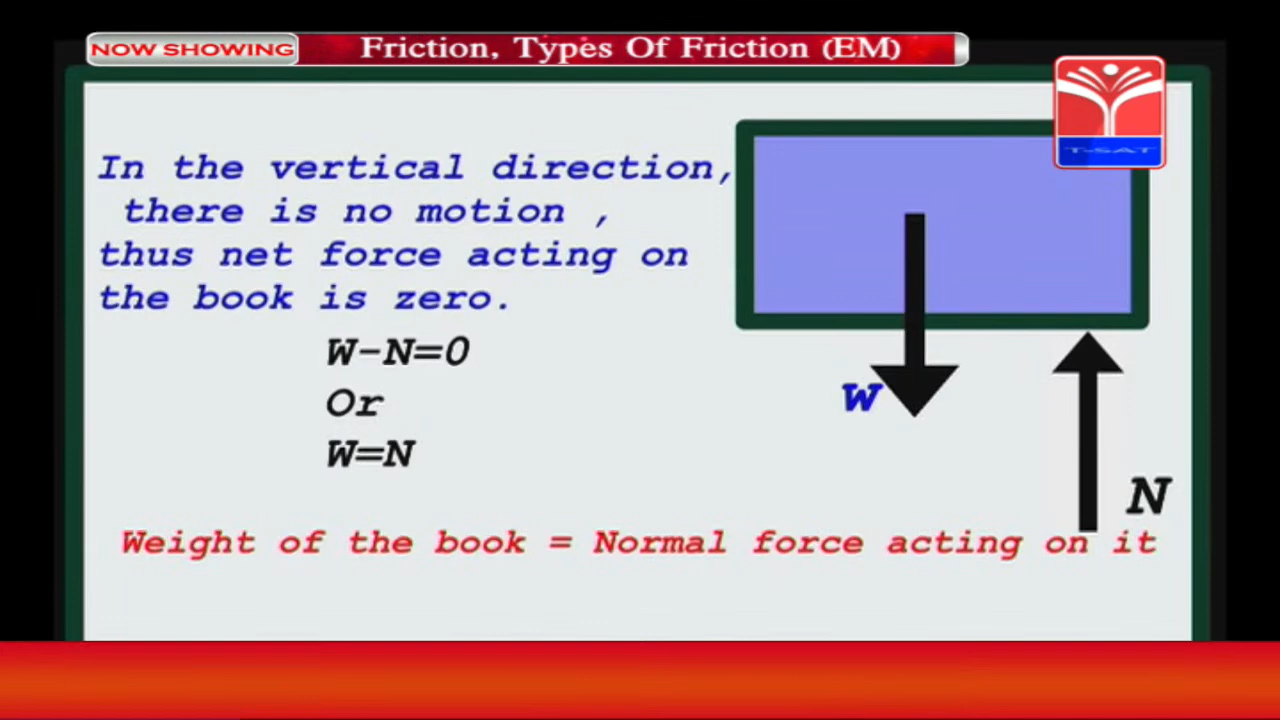 NOW SHOWING
Friction, Types Of Friction (EM)
T-SAT
In the vertical direction,
there is no motion ,
thus net force acting on
the book is zero.
W-N=0
Or
W=N
W
N
Weight of the book = Normal force acting on it